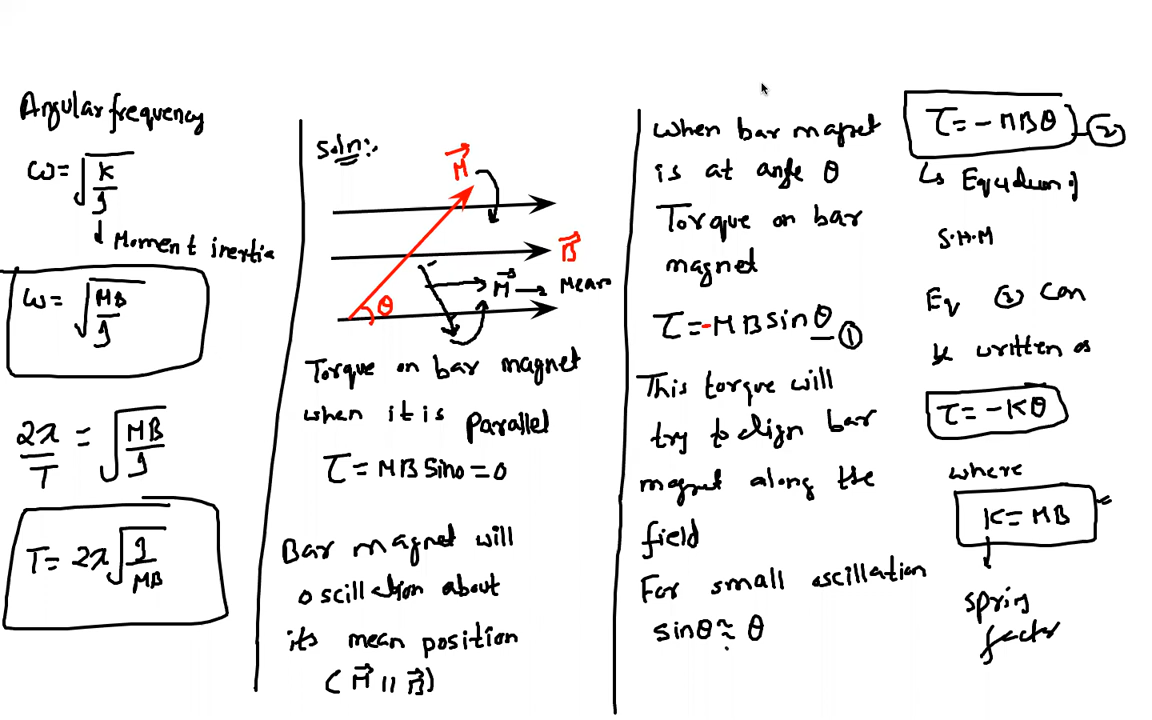 Angular frequency
ω = √K/I
↓ Moment inertia
ω = √MB/I
2π/T = √MB/I
T = 2π√I/MB
Soln:
M⃗
B⃗
θ
M⃗ → Mean
Torque on bar magnet
when it is parallel
τ = MB Sin0 = 0
Bar magnet will
oscillation about
its mean position
(M⃗ || B⃗)
When bar magnet
is at angle θ
Torque on bar
magnet
τ = -MB sinθ —①
This torque will
try to align bar
magnet along the
field
For small oscillation
sinθ ≈ θ
τ = -MBθ —②
↳ Equation of
S.H.M
Eq ② can
be written as
τ = -Kθ
where
K = MB
↓
spring
factor